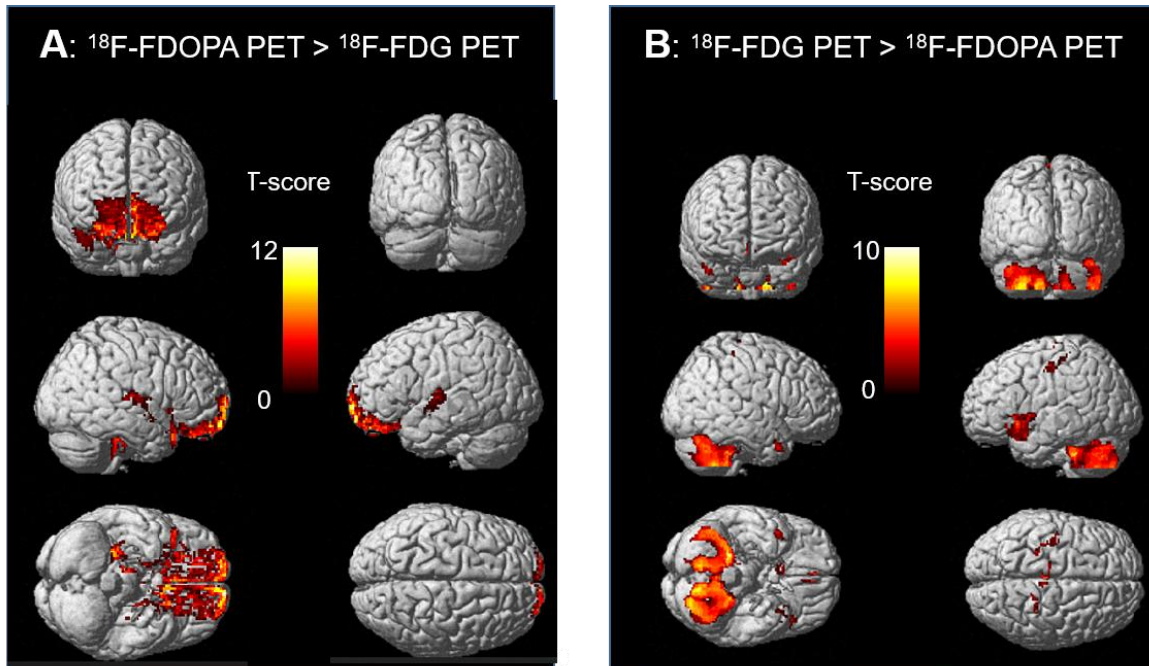 A: ¹⁸F-FDOPA PET > ¹⁸F-FDG PET
T-score
12
0
B: ¹⁸F-FDG PET > ¹⁸F-FDOPA PET
T-score
10
0